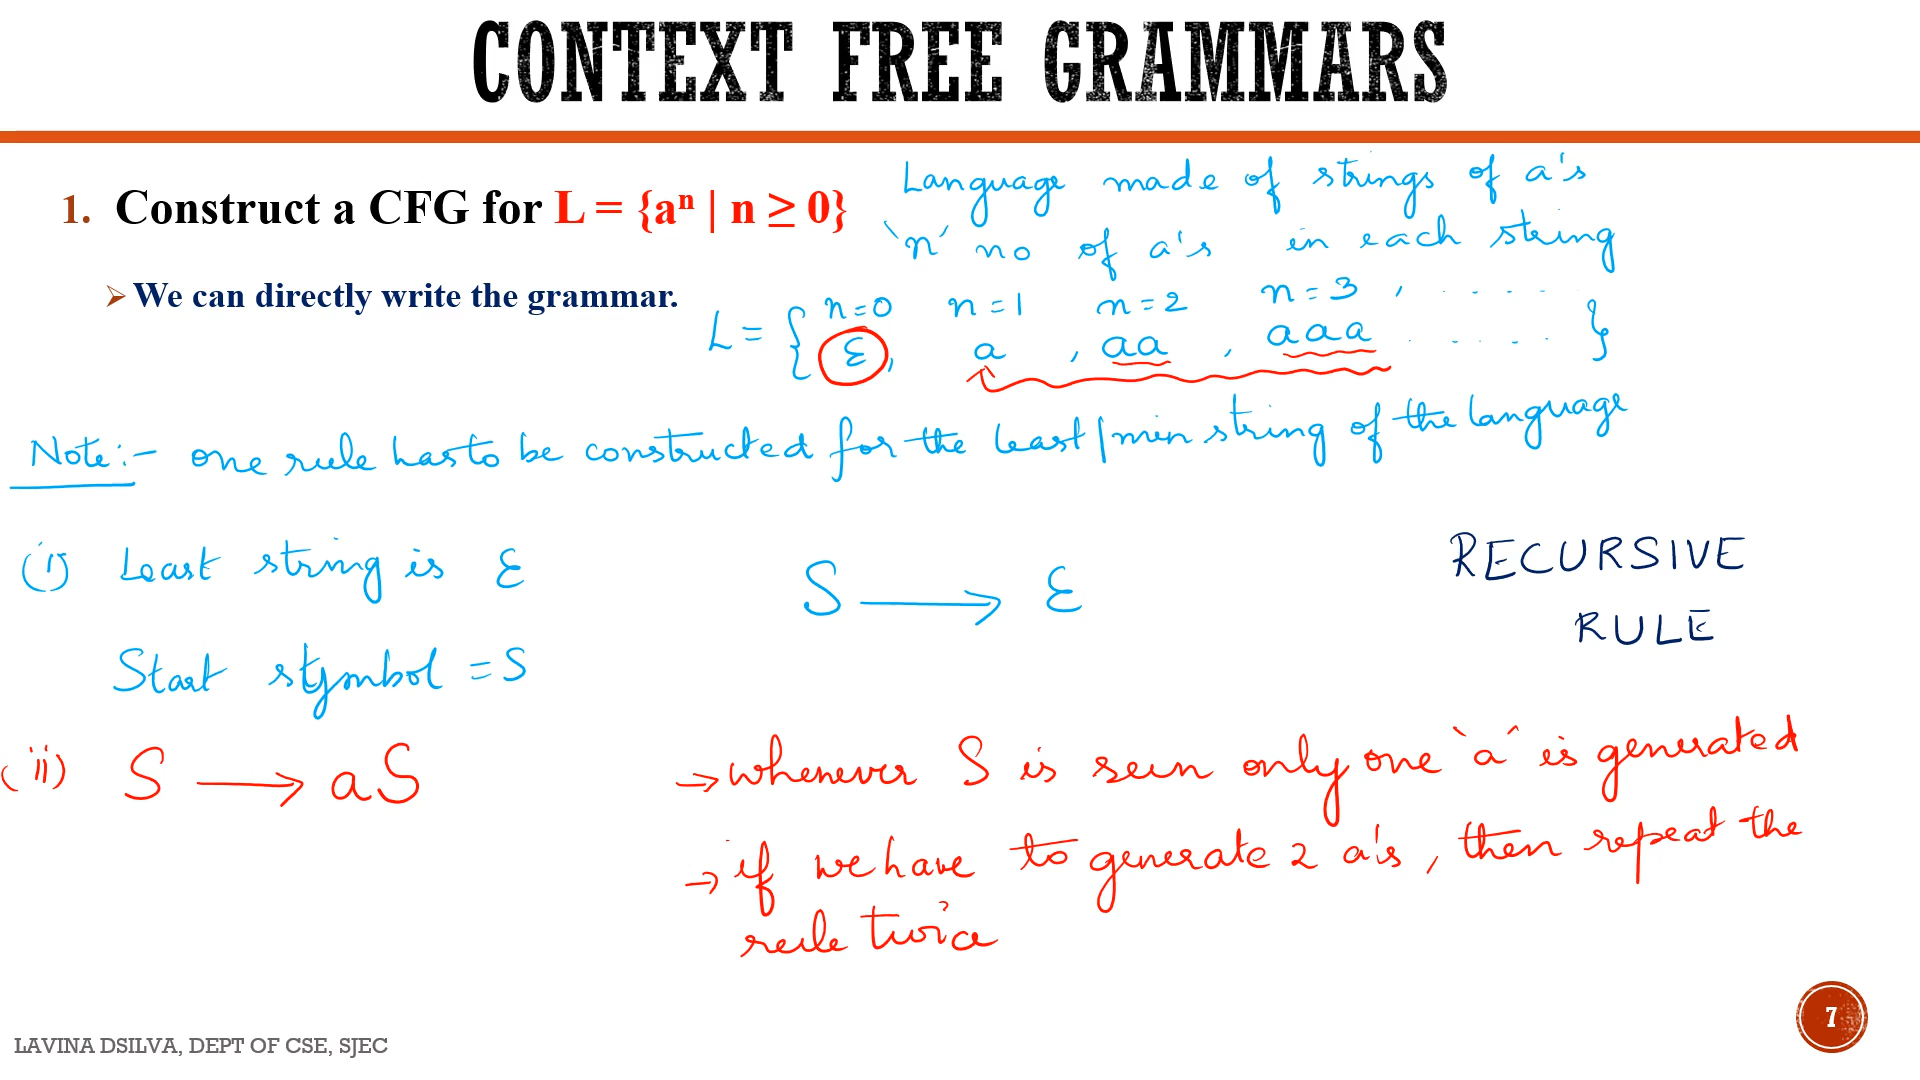 CONTEXT FREE GRAMMARS
1. Construct a CFG for L = {aⁿ | n ≥ 0}
Language made of strings of a's
'n' no of a's in each string
➢ We can directly write the grammar.
n=0 n=1 n=2 n=3 , . . . . .
L = { ε, a , aa , aaa . . . . . }
Note:- one rule has to be constructed for the least/min string of the language
(i) Least string is ε
S → ε
RECURSIVE
RULE
Start symbol = S
(ii) S → aS
→ whenever S is seen only one 'a' is generated
→ if we have to generate 2 a's, then repeat the
rule twice
7
LAVINA DSILVA, DEPT OF CSE, SJEC